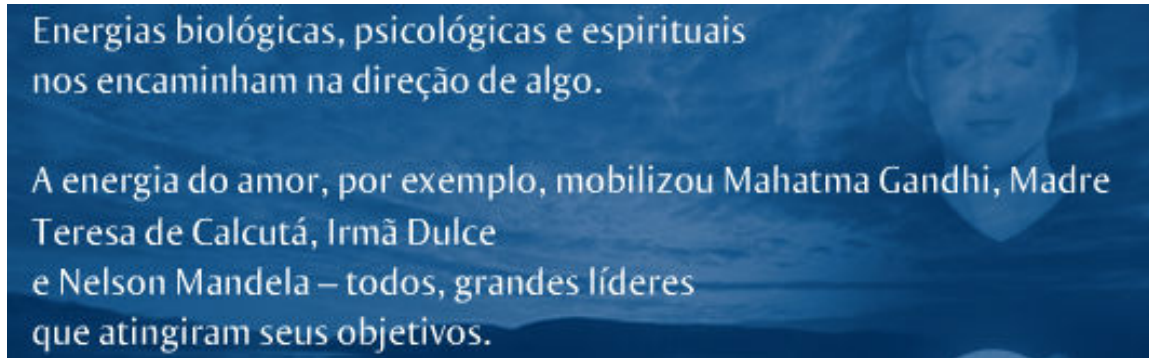 Energias biológicas, psicológicas e espirituais
nos encaminham na direção de algo.
A energia do amor, por exemplo, mobilizou Mahatma Gandhi, Madre
Teresa de Calcutá, Irmã Dulce
e Nelson Mandela – todos, grandes líderes
que atingiram seus objetivos.